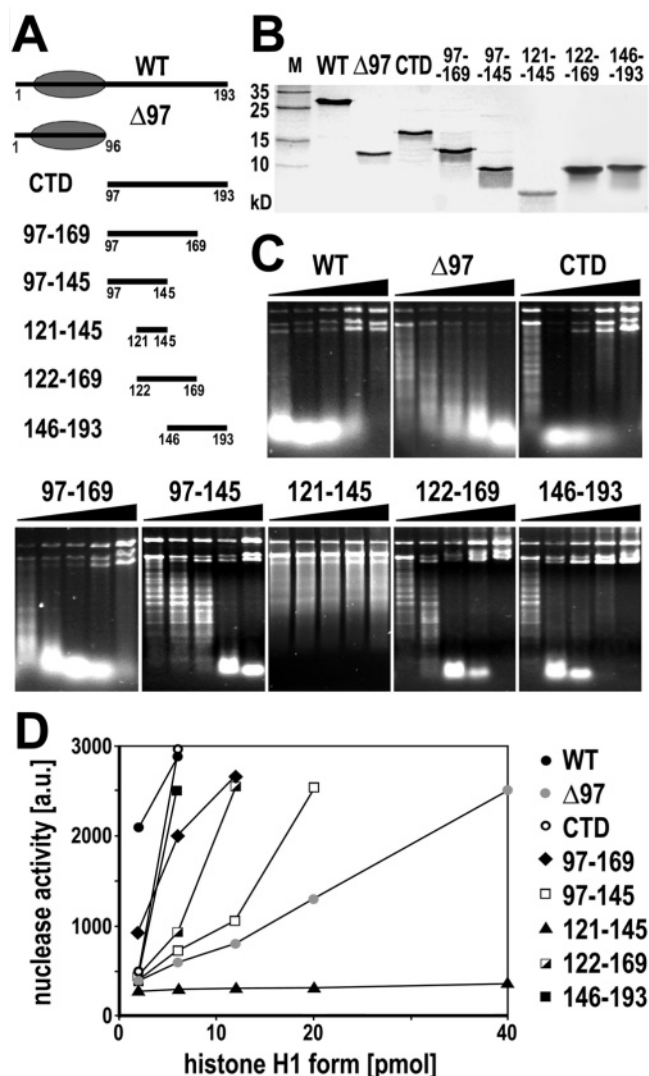 A
WT
1 193
Δ97
1 96
CTD
97 193
97-169
97 169
97-145
97 145
121-145
121 145
122-169
122 169
146-193
146 193
B
M WT Δ97 CTD 97- -169 97- -145 121- -145 122- -169 146- -193
35
25
15
10
kD
C
WT Δ97 CTD
97-169 97-145 121-145 122-169 146-193
D
nuclease activity [a.u.]
3000
2000
1000
0
0 10 20 30 40
histone H1 form [pmol]
WT
Δ97
CTD
97-169
97-145
121-145
122-169
146-193